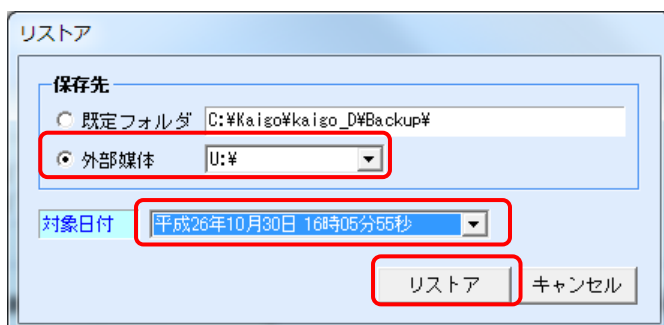 リストア
保存先
既定フォルダ C:¥Kaigo¥kaigo_D¥Backup¥
外部媒体 U:¥
対象日付 平成26年10月30日 16時05分55秒
リストア キャンセル